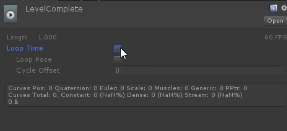 LevelComplete
Open
Length 1.000 60 FPS
Loop Time
Loop Pose
Cycle Offset 0
Curves Pos: 0 Quaternion: 0 Euler: 0 Scale: 0 Muscles: 0 Generic: 0 PPtr: 0
Curves Total: 0, Constant: 0 (NaN%) Dense: 0 (NaN%) Stream: 0 (NaN%)
0 B